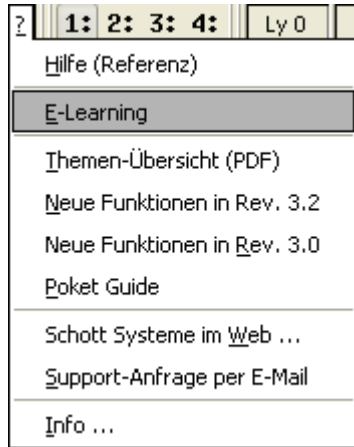 ? 1: 2: 3: 4: Ly 0
Hilfe (Referenz)
E-Learning
Themen-Übersicht (PDF)
Neue Funktionen in Rev. 3.2
Neue Funktionen in Rev. 3.0
Poket Guide
Schott Systeme im Web ...
Support-Anfrage per E-Mail
Info ...